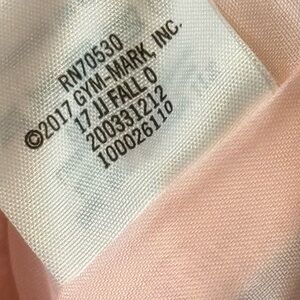 RN70530
©2017 GYM-MARK, INC.
17 JJ FALL 0
200331212
100026110